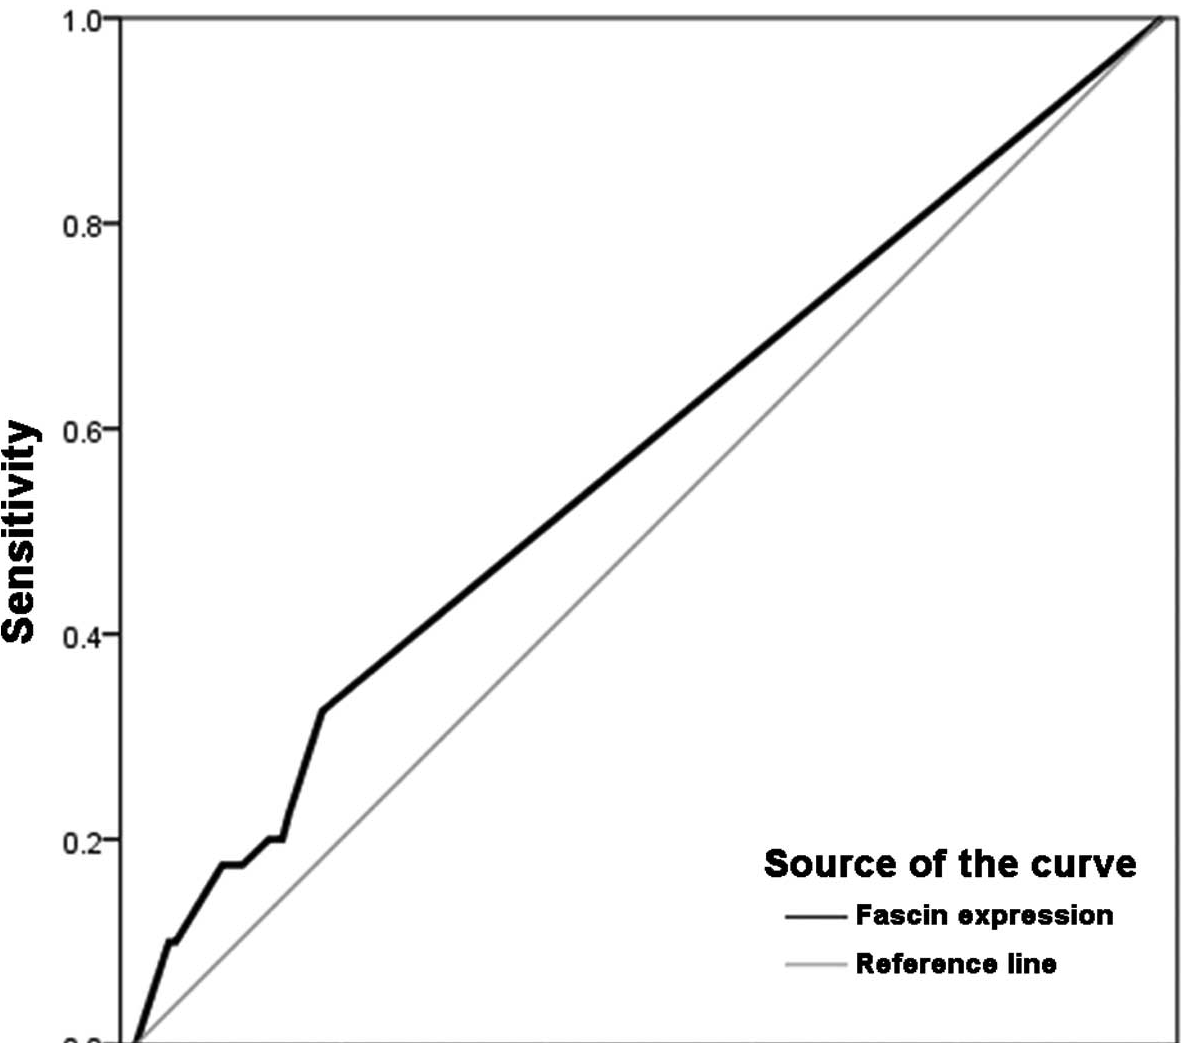 1.0
0.8
0.6
Sensitivity
0.4
0.2
Source of the curve
Fascin expression
Reference line